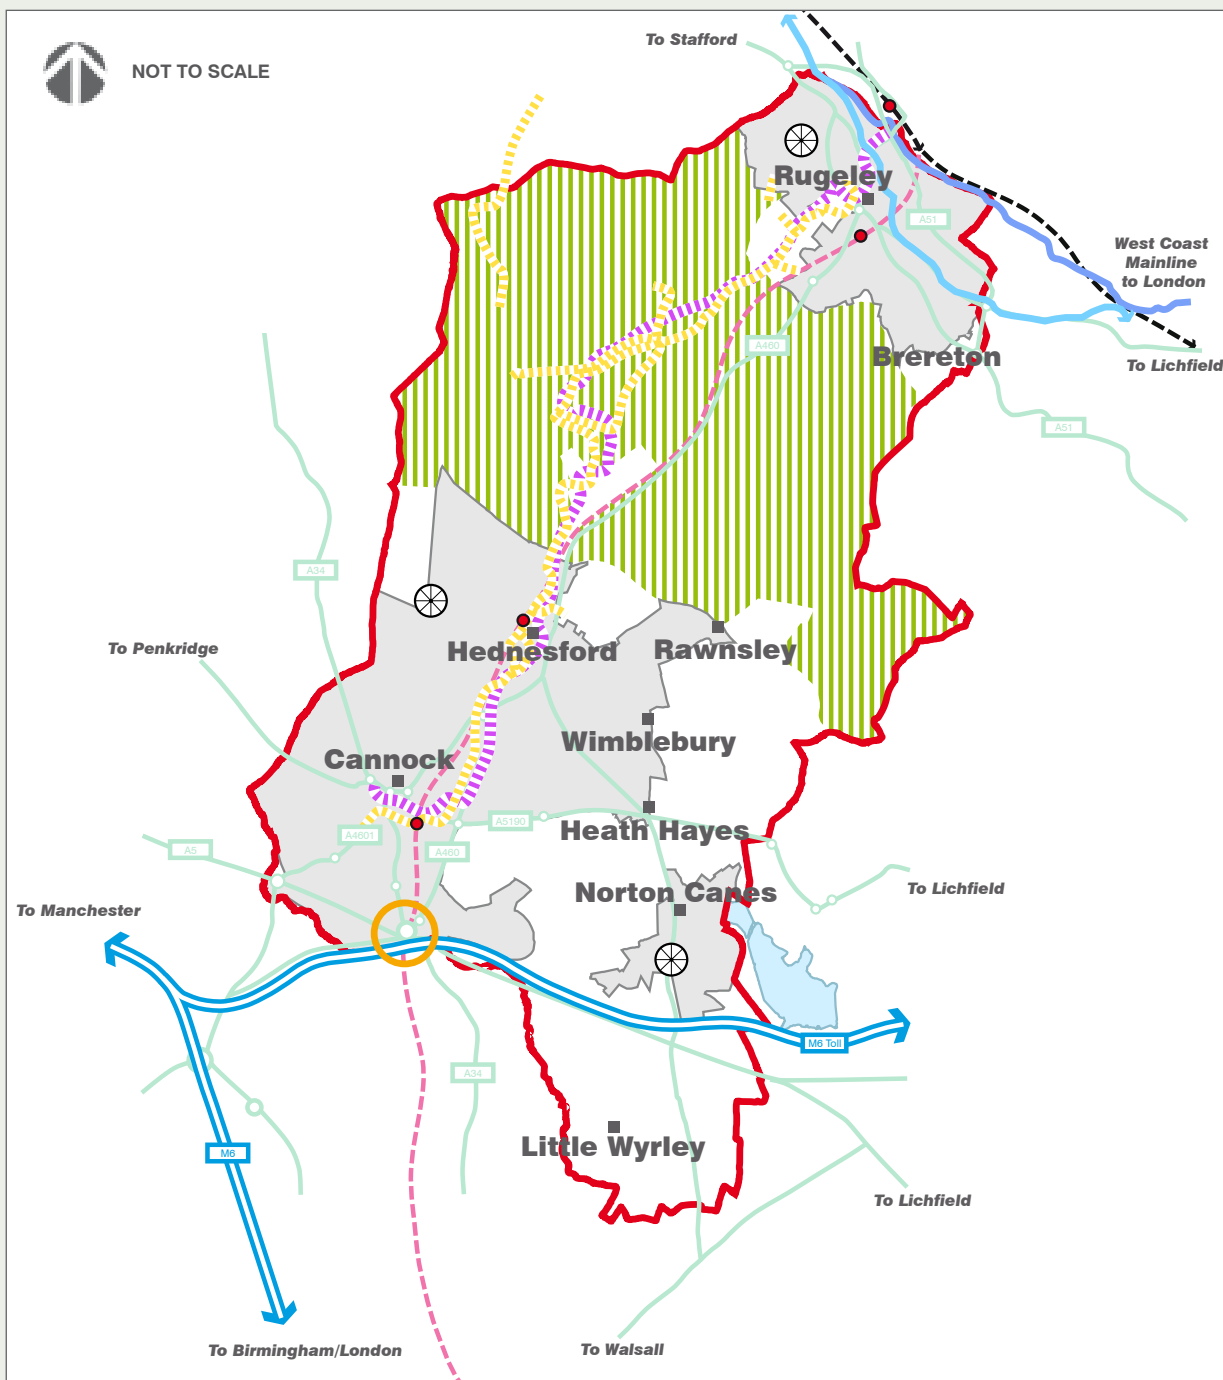 To Stafford
NOT TO SCALE
Rugeley
A51
West Coast
Mainline
to London
A460
Brereton
To Lichfield
A51
A34
To Penkridge
Hednesford
Rawnsley
Wimblebury
Cannock
A5190
Heath Hayes
A4601
A5
A460
Norton Canes
To Lichfield
To Manchester
M6 Toll
A34
M6
Little Wyrley
To Lichfield
To Birmingham/London
To Walsall